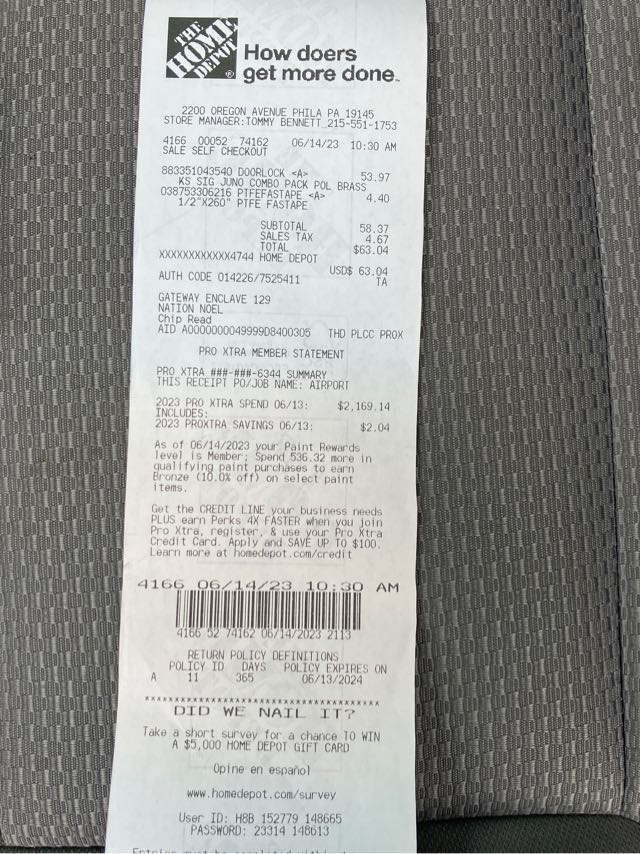 THE
HOME
DEPOT
How doers
get more done™
2200 OREGON AVENUE PHILA PA 19145
STORE MANAGER:TOMMY BENNETT 215-551-1753
4166 00052 74162 06/14/23 10:30 AM
SALE SELF CHECKOUT
883351043540 DOORLOCK <A> 53.97
KS SIG JUNO COMBO PACK POL BRASS
038753306216 PTFEFASTAPE <A> 4.40
1/2"X260" PTFE FASTAPE
SUBTOTAL 58.37
SALES TAX 4.67
TOTAL $63.04
XXXXXXXXXXXX4744 HOME DEPOT
USD$ 63.04
AUTH CODE 014226/7525411 TA
GATEWAY ENCLAVE 129
NATION NOEL
Chip Read
AID A0000000049999D8400305 THD PLCC PROX
PRO XTRA MEMBER STATEMENT
PRO XTRA ###-###-6344 SUMMARY
THIS RECEIPT PO/JOB NAME: AIRPORT
2023 PRO XTRA SPEND 06/13: $2,169.14
INCLUDES:
2023 PROXTRA SAVINGS 06/13: $2.04
As of 06/14/2023 your Paint Rewards
level is Member; Spend 536.32 more in
qualifying paint purchases to earn
Bronze (10.0% off) on select paint
items.
Get the CREDIT LINE your business needs
PLUS earn Perks 4X FASTER when you join
Pro Xtra, register, & use your Pro Xtra
Credit Card. Apply and SAVE UP TO $100.
Learn more at homedepot.com/credit
4166 06/14/23 10:30 AM
4166 52 74162 06/14/2023 2113
RETURN POLICY DEFINITIONS
POLICY ID DAYS POLICY EXPIRES ON
A 11 365 06/13/2024
****************************************
DID WE NAIL IT?
Take a short survey for a chance TO WIN
A $5,000 HOME DEPOT GIFT CARD
Opine en español
www.homedepot.com/survey
User ID: H8B 152779 148665
PASSWORD: 23314 148613